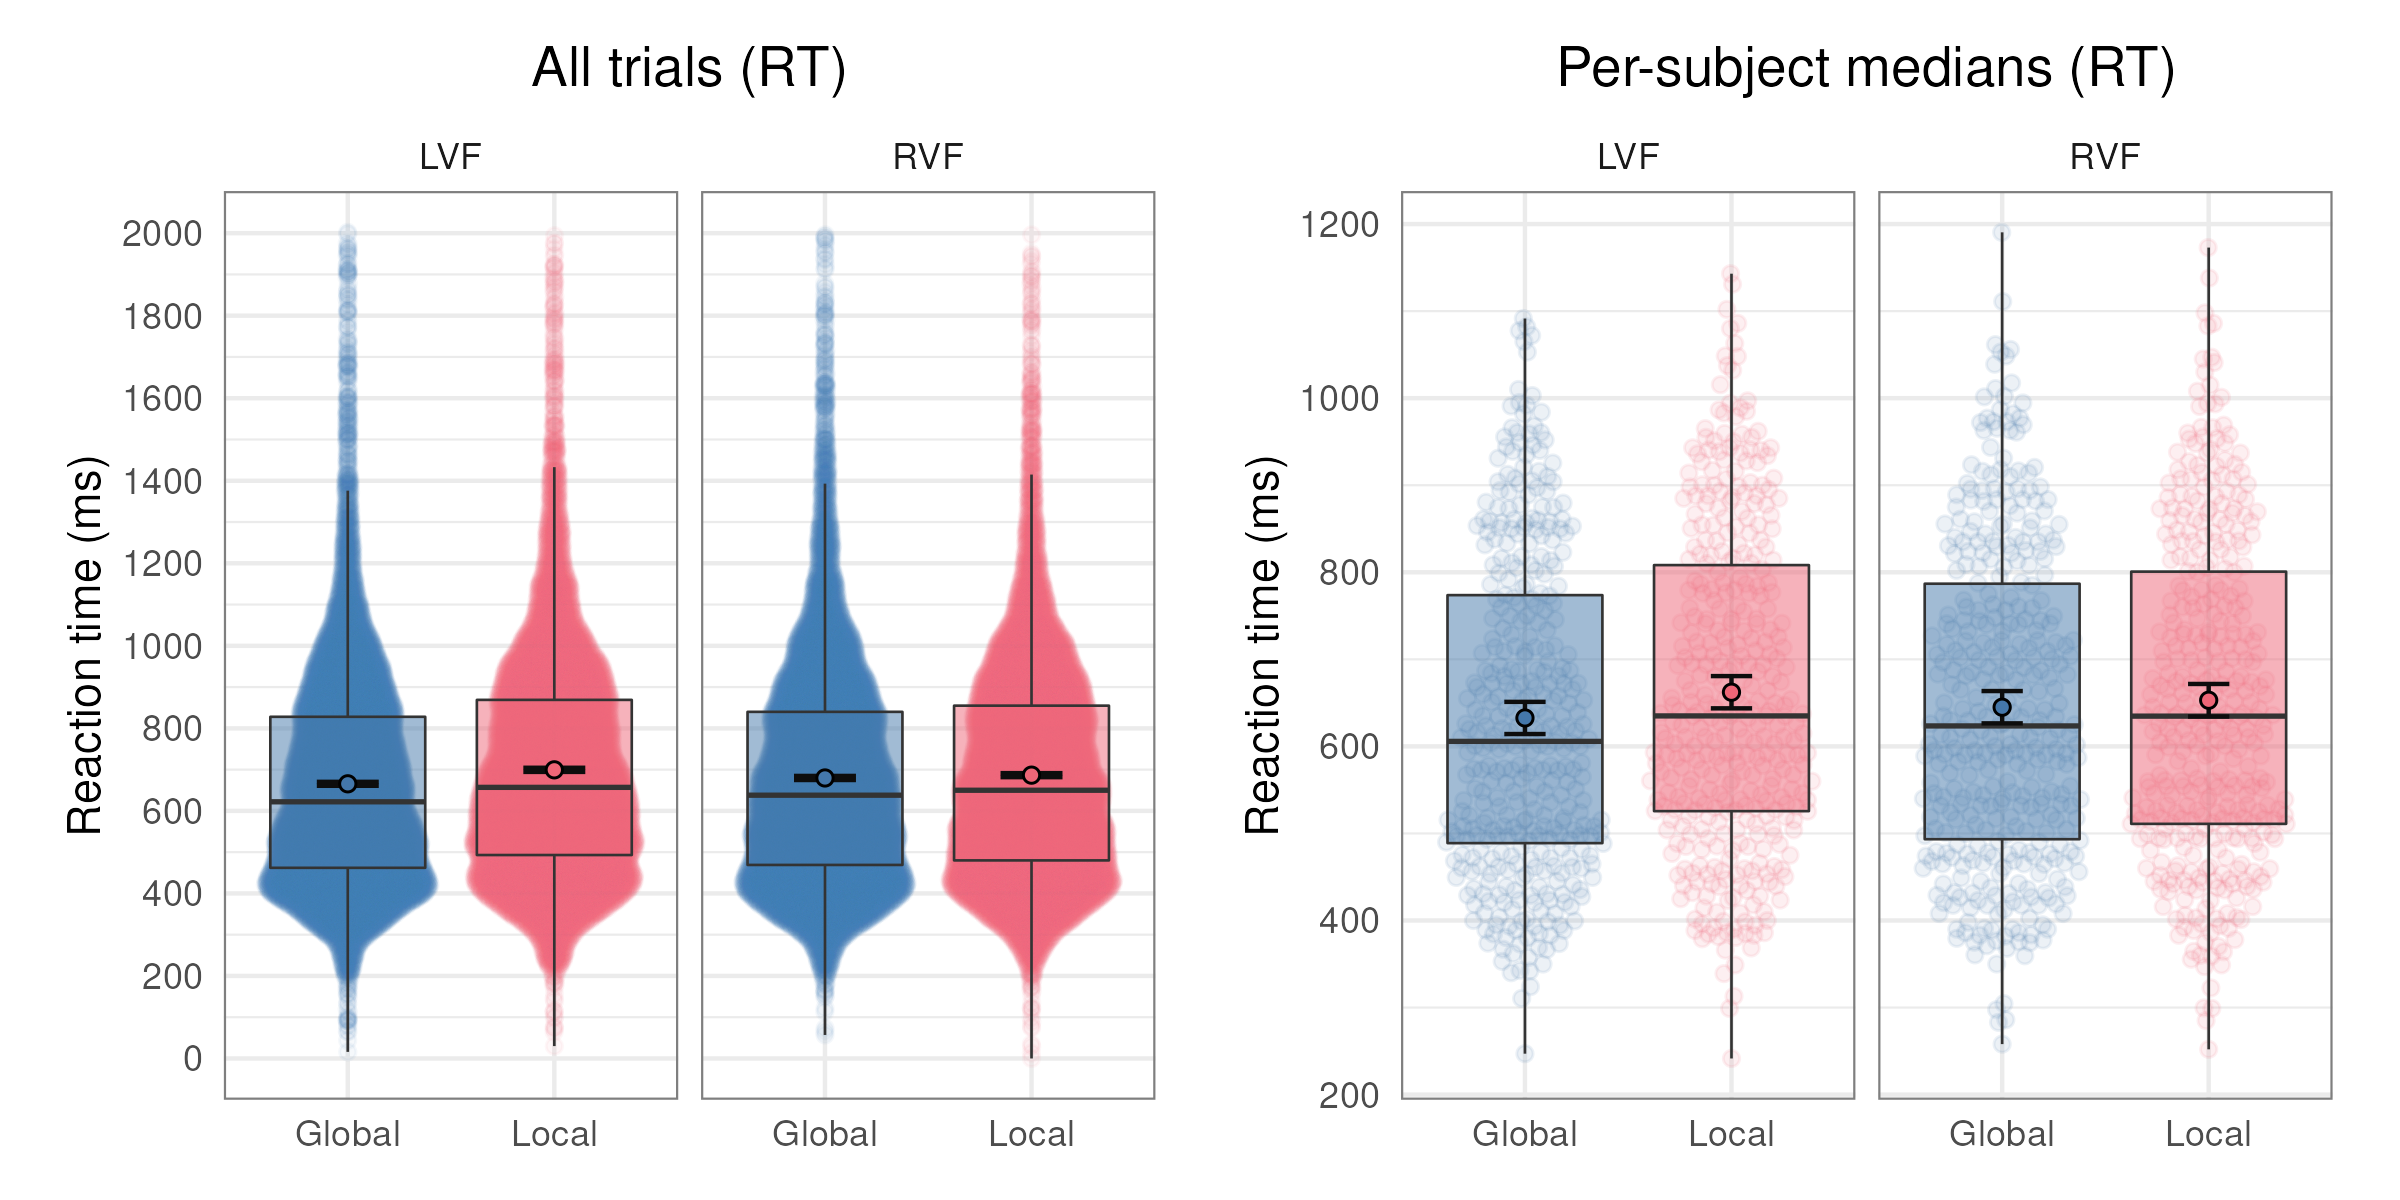 All trials (RT)
LVF
RVF
Reaction time (ms)
2000
1800
1600
1400
1200
1000
800
600
400
200
0
Global
Local
Global
Local
Per-subject medians (RT)
LVF
RVF
Reaction time (ms)
1200
1000
800
600
400
200
Global
Local
Global
Local